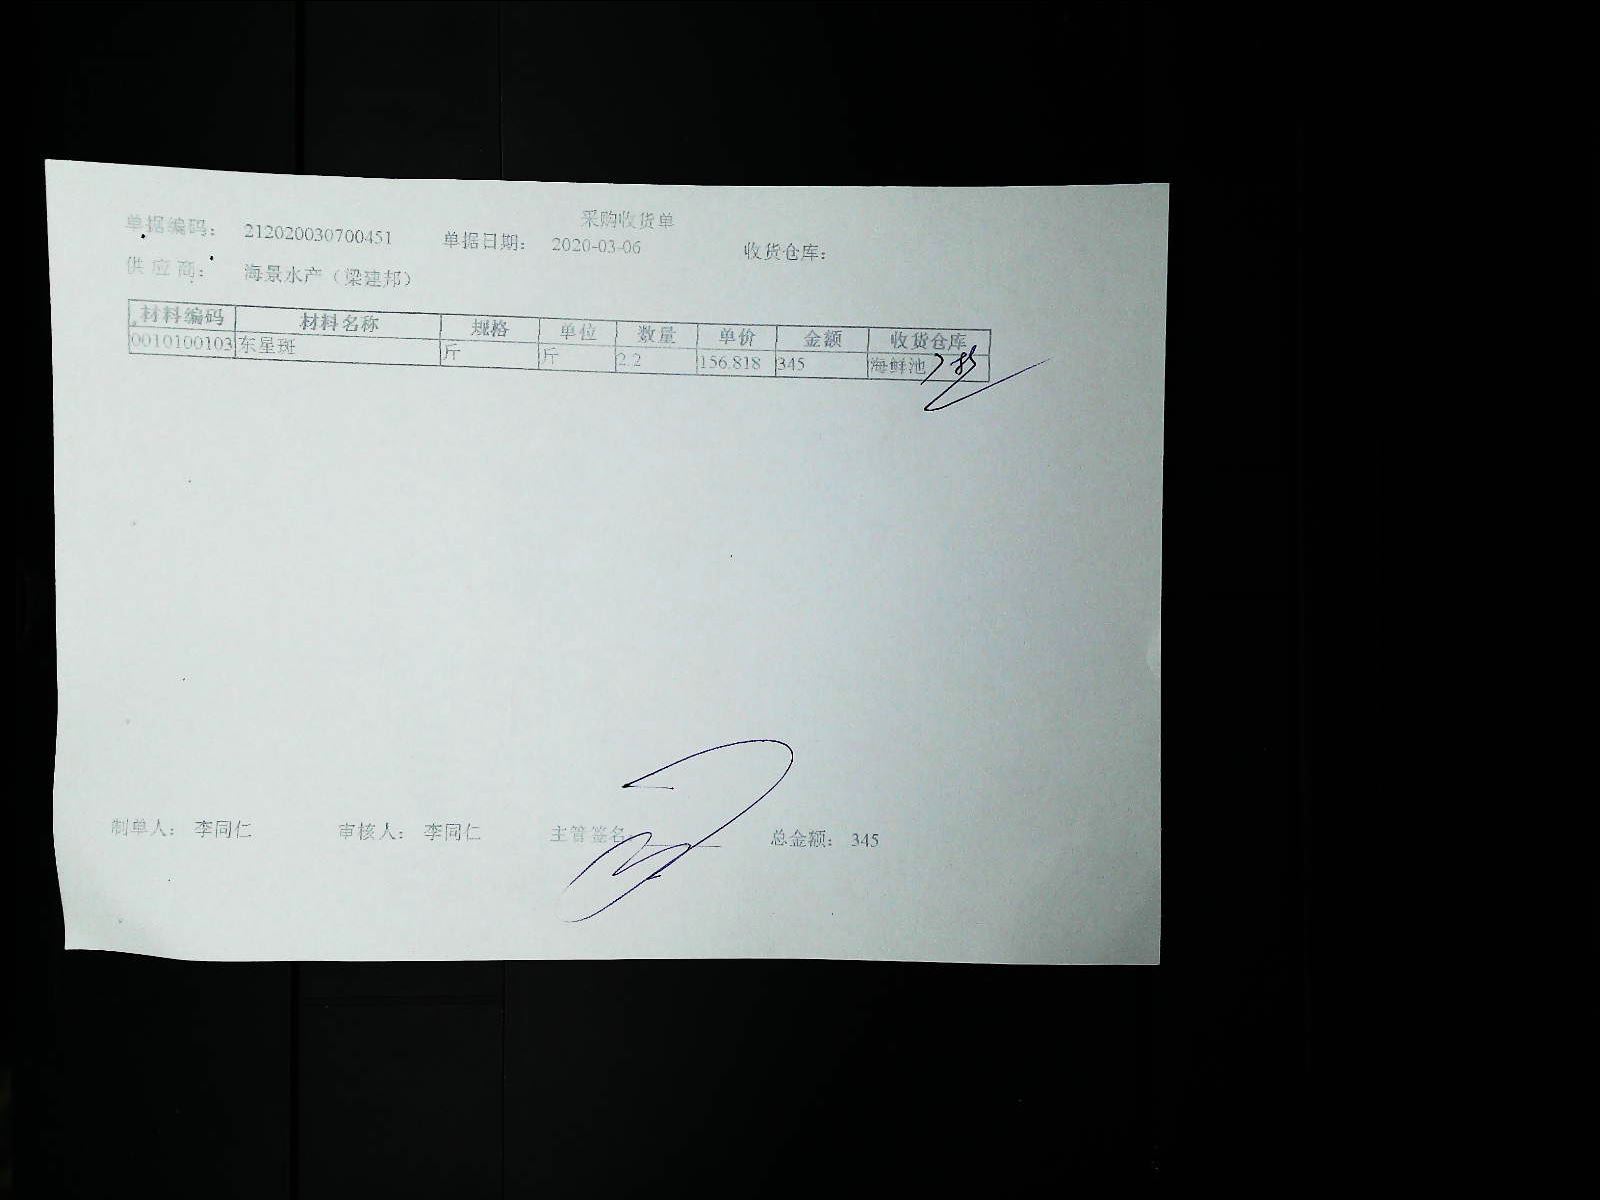 采购收货单
单据编码： 212020030700451 单据日期： 2020-03-06 收货仓库：
供应商： 海景水产（梁建邦）
材料编码 材料名称 规格 单位 数量 单价 金额 收货仓库
0010100103 东星斑 斤 斤 2.2 156.818 345 海鲜池
制单人： 李同仁 审核人： 李同仁 主管签名 总金额： 345